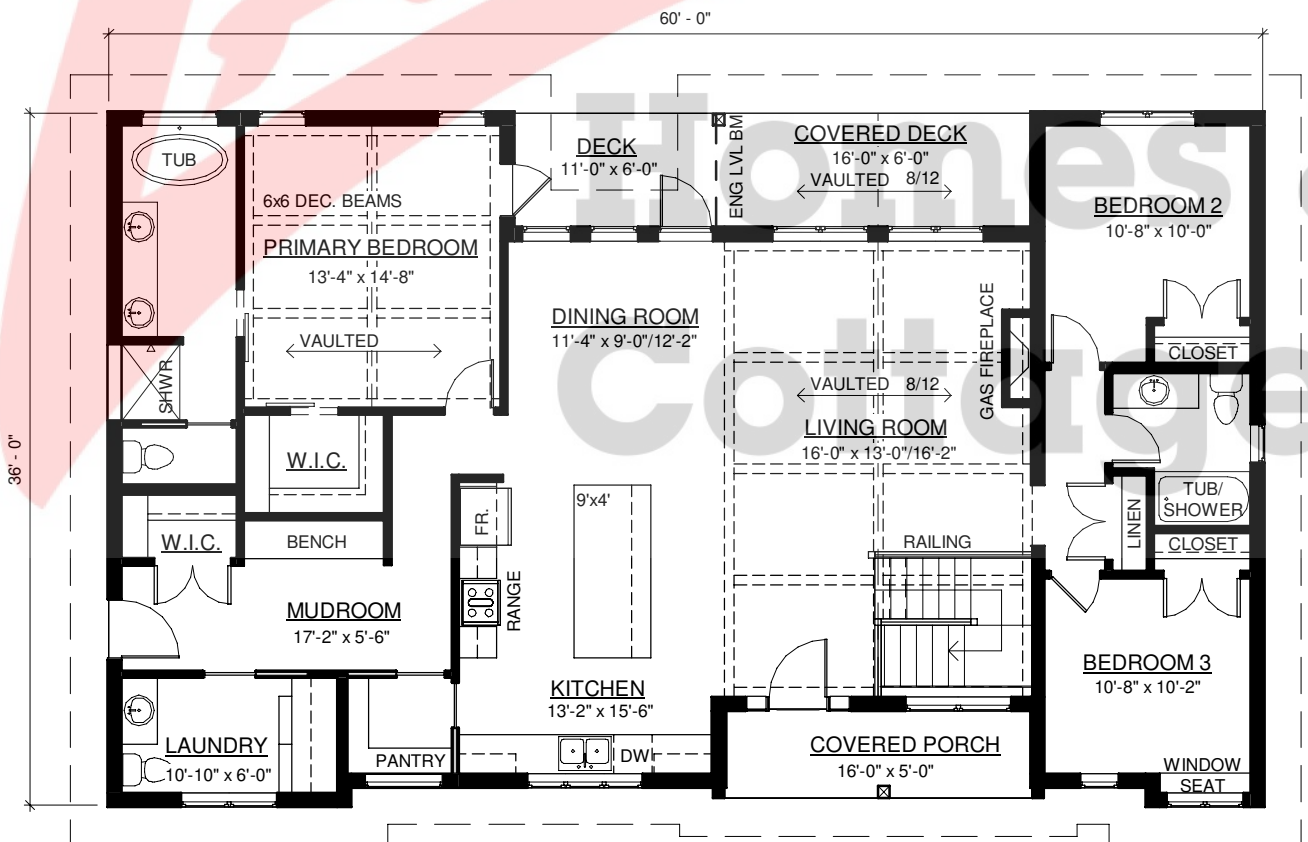 60' - 0"
36' - 0"
Homes &
Cottage
TUB
6x6 DEC. BEAMS
PRIMARY BEDROOM
13'-4" x 14'-8"
VAULTED
SHWR
W.I.C.
W.I.C.
BENCH
MUDROOM
17'-2" x 5'-6"
LAUNDRY
10'-10" x 6'-0"
PANTRY
DECK
11'-0" x 6'-0"
ENG LVL BM
COVERED DECK
16'-0" x 6'-0"
VAULTED 8/12
DINING ROOM
11'-4" x 9'-0"/12'-2"
GAS FIREPLACE
VAULTED 8/12
LIVING ROOM
16'-0" x 13'-0"/16'-2"
FR.
9'x4'
RANGE
RAILING
KITCHEN
13'-2" x 15'-6"
DW
COVERED PORCH
16'-0" x 5'-0"
BEDROOM 2
10'-8" x 10'-0"
CLOSET
TUB/
SHOWER
LINEN
CLOSET
BEDROOM 3
10'-8" x 10'-2"
WINDOW
SEAT